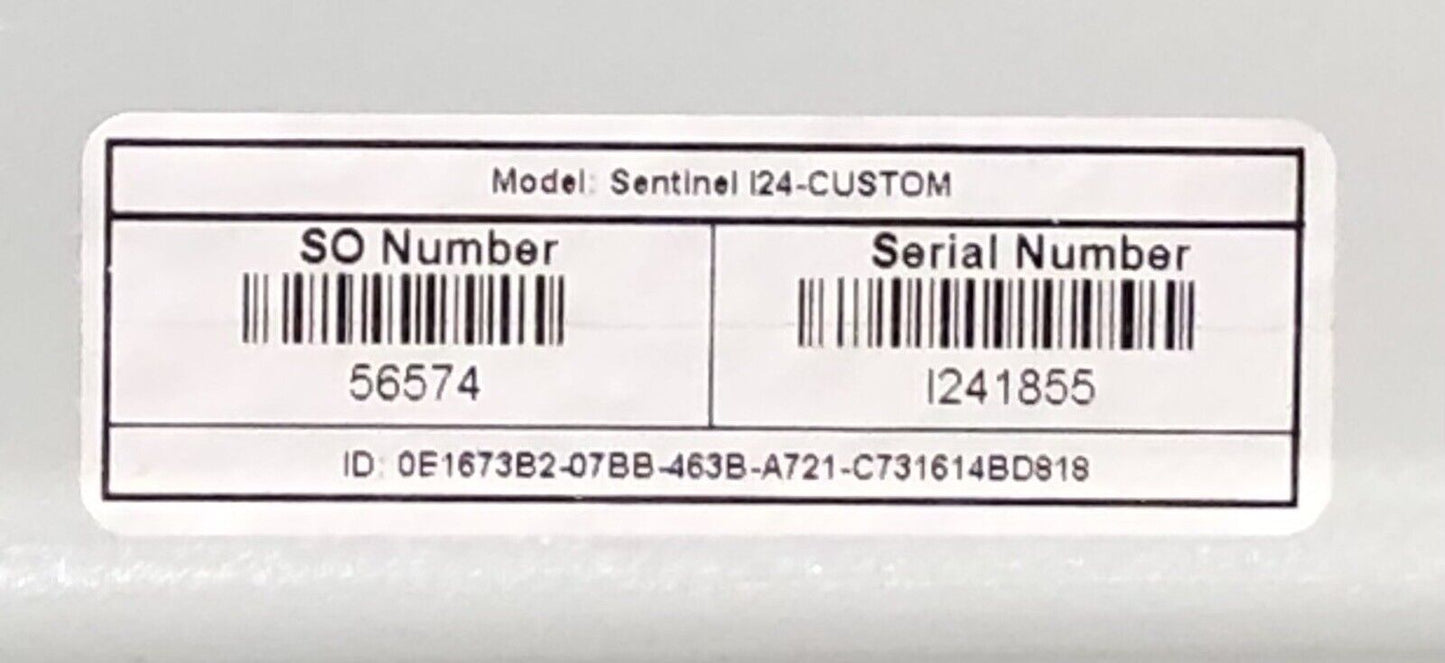 Model: Sentinel I24-CUSTOM
SO Number
56574
Serial Number
I241855
ID: 0E1673B2-07BB-463B-A721-C731614BD818